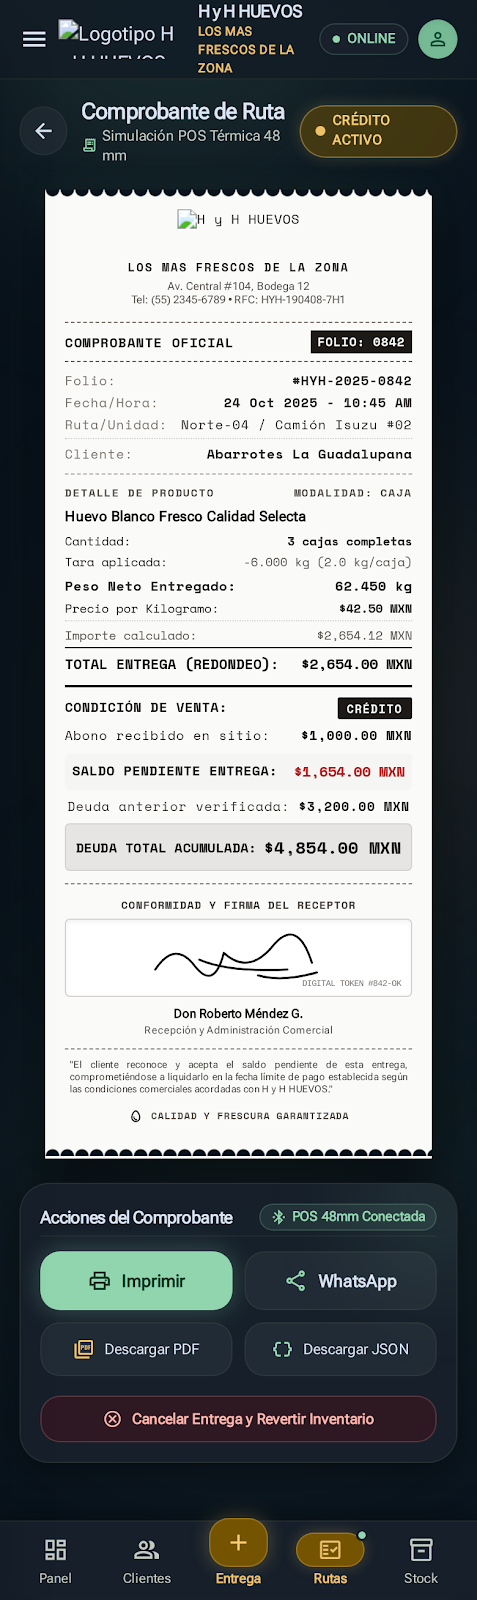 Logotipo H
H y H HUEVOS
LOS MAS
FRESCOS DE LA
ZONA
ONLINE
Comprobante de Ruta
Simulación POS Térmica 48
mm
CRÉDITO
ACTIVO
H y H HUEVOS
LOS MAS FRESCOS DE LA ZONA
Av. Central #104, Bodega 12
Tel: (55) 2345-6789 • RFC: HYH-190408-7H1
COMPROBANTE OFICIAL FOLIO: 0842
Folio: #HYH-2025-0842
Fecha/Hora: 24 Oct 2025 - 10:45 AM
Ruta/Unidad: Norte-04 / Camión Isuzu #02
Cliente: Abarrotes La Guadalupana
DETALLE DE PRODUCTO MODALIDAD: CAJA
Huevo Blanco Fresco Calidad Selecta
Cantidad: 3 cajas completas
Tara aplicada: -6.000 kg (2.0 kg/caja)
Peso Neto Entregado: 62.450 kg
Precio por Kilogramo: $42.50 MXN
Importe calculado: $2,654.12 MXN
TOTAL ENTREGA (REDONDEO): $2,654.00 MXN
CONDICIÓN DE VENTA: CRÉDITO
Abono recibido en sitio: $1,000.00 MXN
SALDO PENDIENTE ENTREGA: $1,654.00 MXN
Deuda anterior verificada: $3,200.00 MXN
DEUDA TOTAL ACUMULADA: $4,854.00 MXN
CONFORMIDAD Y FIRMA DEL RECEPTOR
DIGITAL TOKEN #842-OK
Don Roberto Méndez G.
Recepción y Administración Comercial
"El cliente reconoce y acepta el saldo pendiente de esta entrega,
comprometiéndose a liquidarlo en la fecha límite de pago establecida según
las condiciones comerciales acordadas con H y H HUEVOS."
CALIDAD Y FRESCURA GARANTIZADA
Acciones del Comprobante
POS 48mm Conectada
Imprimir
WhatsApp
PDF
Descargar PDF
Descargar JSON
Cancelar Entrega y Revertir Inventario
Panel
Clientes
Entrega
Rutas
Stock